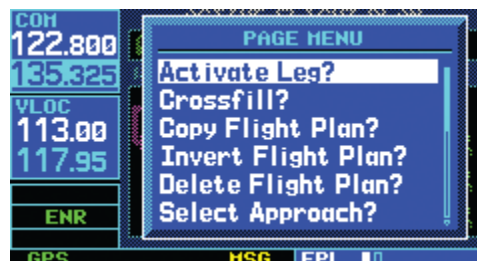 COM
122.800
135.325
VLOC
113.00
117.95
ENR
GPS
PAGE MENU
Activate Leg?
Crossfill?
Copy Flight Plan?
Invert Flight Plan?
Delete Flight Plan?
Select Approach?
MSG
FPL